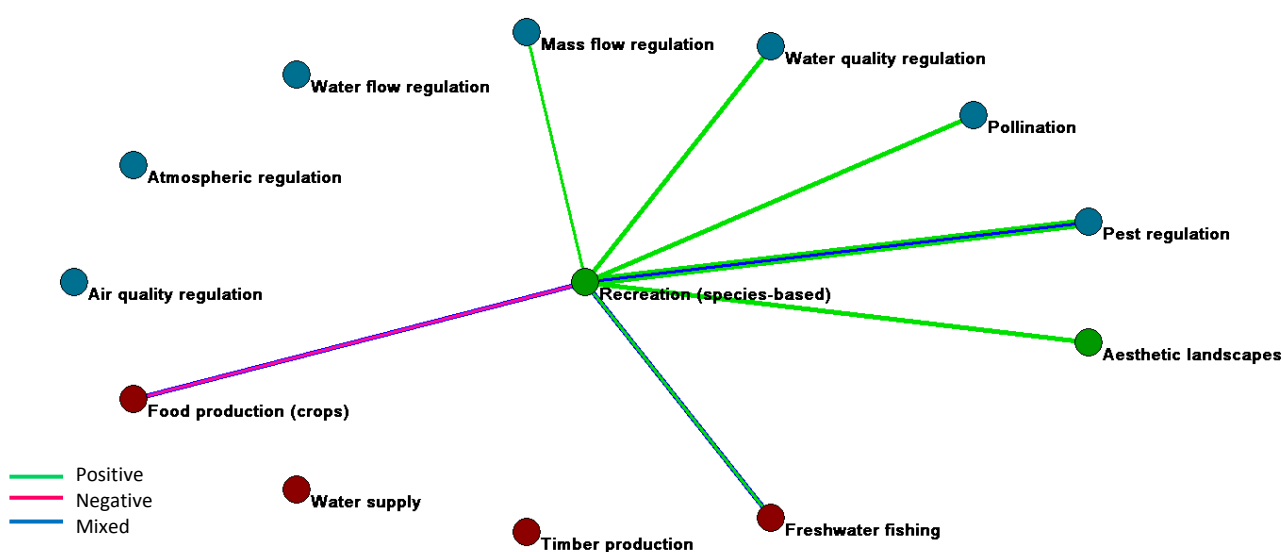 Mass flow regulation
Water quality regulation
Water flow regulation
Pollination
Atmospheric regulation
Pest regulation
Air quality regulation
Recreation (species-based)
Aesthetic landscapes
Food production (crops)
Positive
Negative
Mixed
Water supply
Freshwater fishing
Timber production